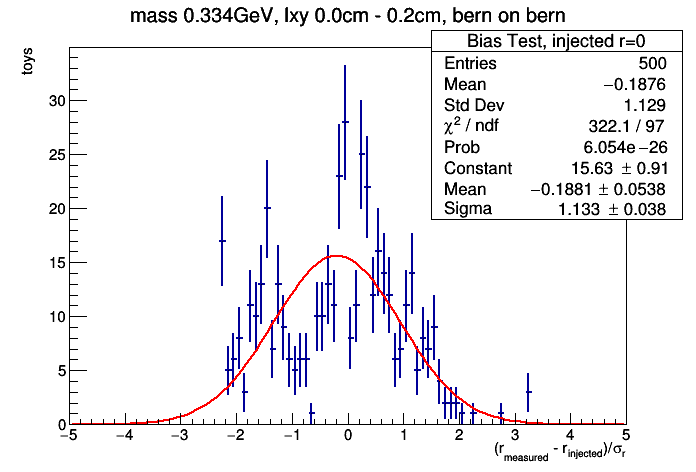 mass 0.334GeV, lxy 0.0cm - 0.2cm, bern on bern
Bias Test, injected r=0
Entries 500
Mean −0.1876
Std Dev 1.129
χ² / ndf 322.1 / 97
Prob 6.054e−26
Constant 15.63 ± 0.91
Mean −0.1881 ± 0.0538
Sigma 1.133 ± 0.038
toys
30
25
20
15
10
5
0
−5 −4 −3 −2 −1 0 1 2 3 4 5
(r_measured - r_injected)/σ_r